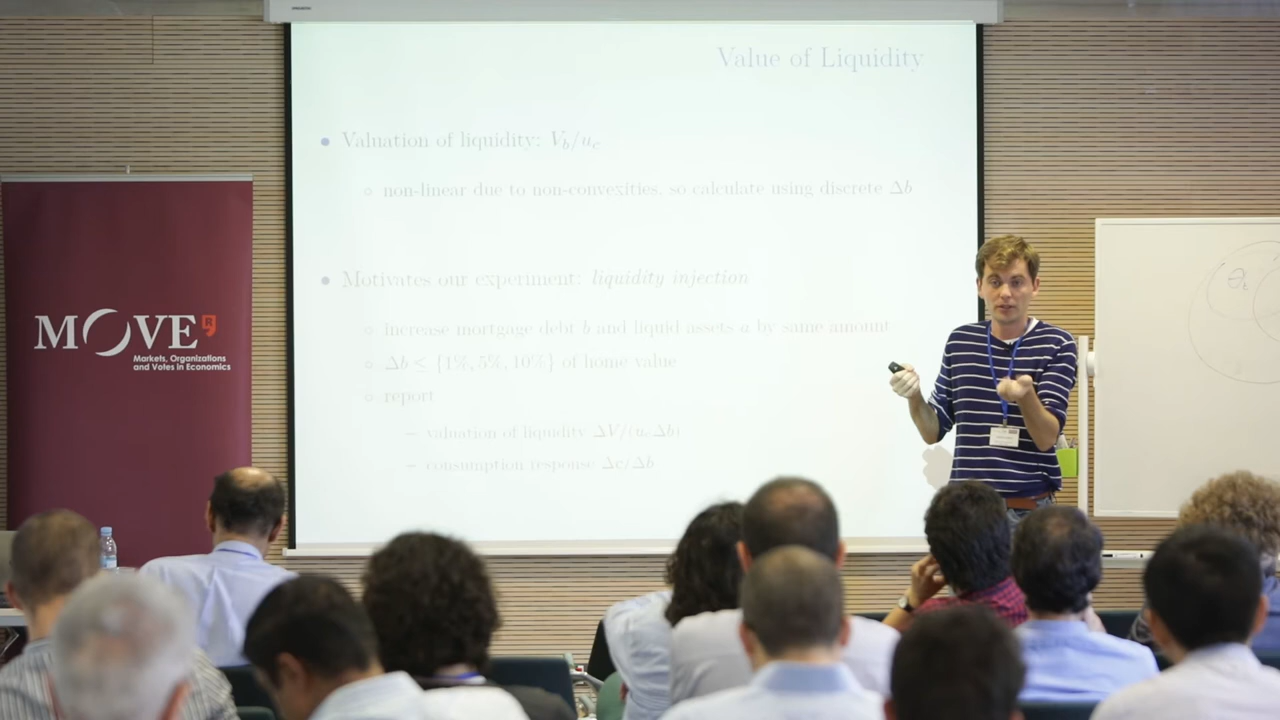 Value of Liquidity
• Valuation of liquidity: V_b/u_c
◦ non-linear due to non-convexities, so calculate using discrete Δb
• Motivates our experiment: liquidity injection
◦ increase mortgage debt b and liquid assets a by same amount
◦ Δb ≤ {1%, 5%, 10%} of home value
◦ report
– valuation of liquidity ΔV/(u_cΔb)
– consumption response Δc/Δb
MOVE
Markets, Organizations
and Votes in Economics